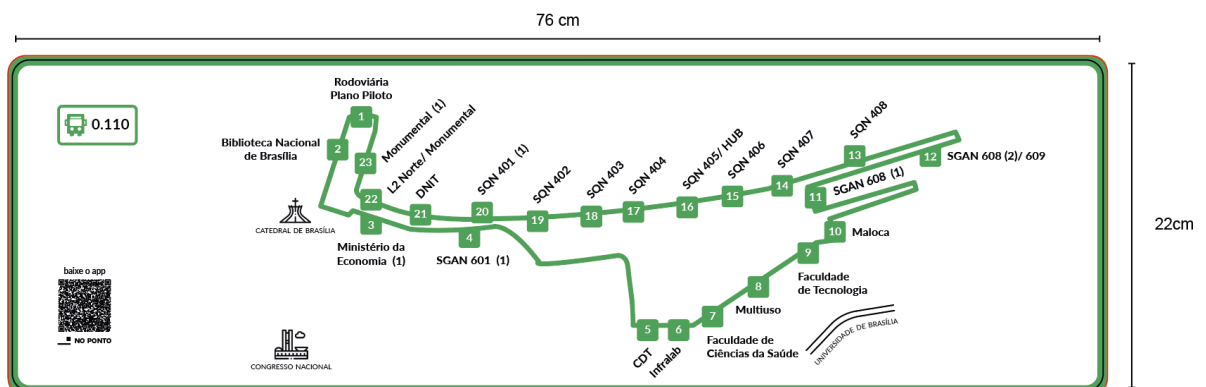 76 cm
22cm
0.110
Rodoviária
Plano Piloto
1
Biblioteca Nacional
de Brasília
2
23
Monumental (1)
22
L2 Norte/ Monumental
CATEDRAL DE BRASÍLIA
3
Ministério da
Economia (1)
21
DNIT
20
SQN 401 (1)
4
SGAN 601 (1)
19
SQN 402
18
SQN 403
17
SQN 404
16
SQN 405/ HUB
15
SQN 406
14
SQN 407
13
SQN 408
12
SGAN 608 (2)/ 609
11
SGAN 608 (1)
10
Maloca
9
Faculdade
de Tecnologia
8
Multiuso
7
Faculdade de
Ciências da Saúde
6
Infralab
5
CDT
UNIVERSIDADE DE BRASÍLIA
baixe o app
NO PONTO
CONGRESSO NACIONAL